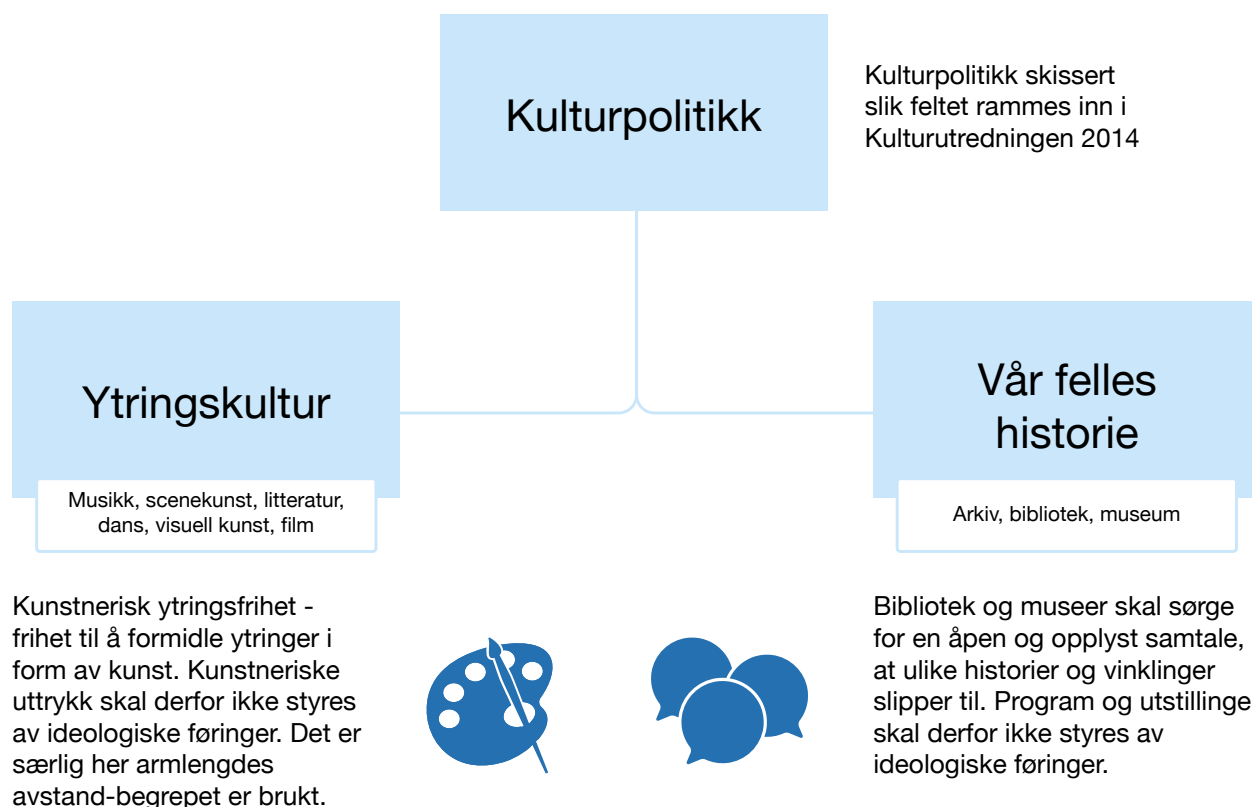 Kulturpolitikk
Kulturpolitikk skissert
slik feltet rammes inn i
Kulturutredningen 2014
Ytringskultur
Musikk, scenekunst, litteratur,
dans, visuell kunst, film
Vår felles
historie
Arkiv, bibliotek, museum
Kunstnerisk ytringsfrihet -
frihet til å formidle ytringer i
form av kunst. Kunstneriske
uttrykk skal derfor ikke styres
av ideologiske føringer. Det er
særlig her armlengdes
avstand-begrepet er brukt.
Bibliotek og museer skal sørge
for en åpen og opplyst samtale,
at ulike historier og vinklinger
slipper til. Program og utstillinge
skal derfor ikke styres av
ideologiske føringer.